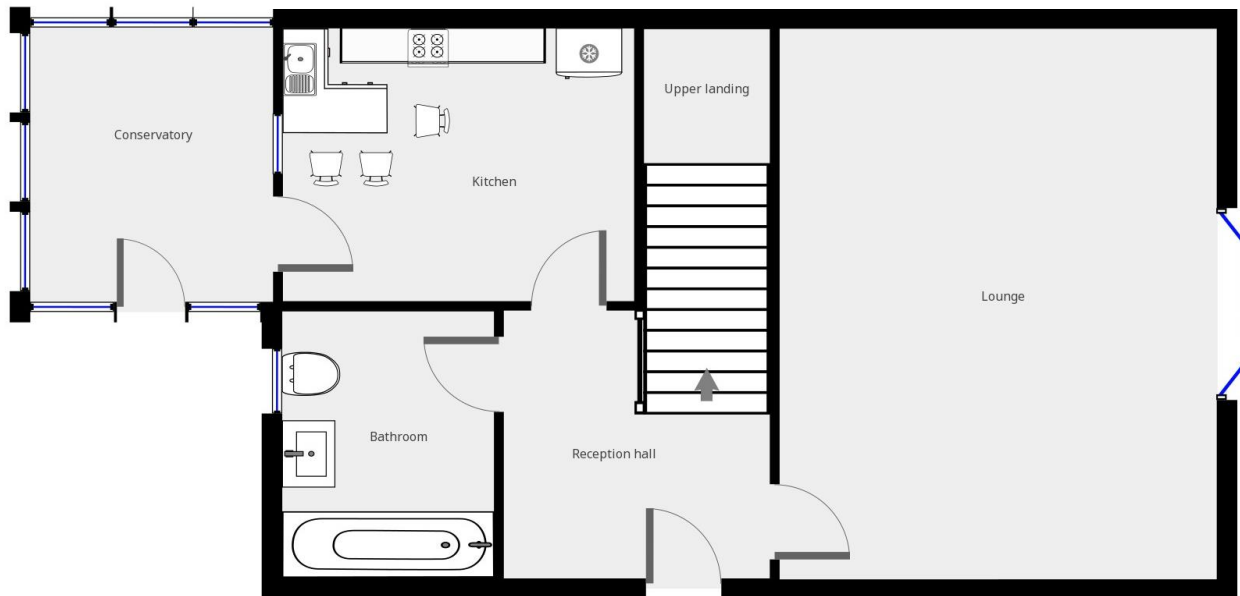 Upper landing
Conservatory
Kitchen
Lounge
Bathroom
Reception hall